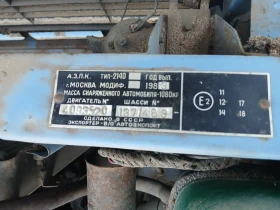 А.З.Л.К. ТИП-2140 ГОД ВЫП.
г. МОСКВА МОДИФ. 198
МАССА СНАРЯЖЕННОГО АВТОМОБИЛЯ-1080КГ
ДВИГАТЕЛЬ № ШАССИ №
СДЕЛАНО В СССР
ЭКСПОРТЕР-В/О АВТОЭКСПОРТ
E2
11
12 17
14 18